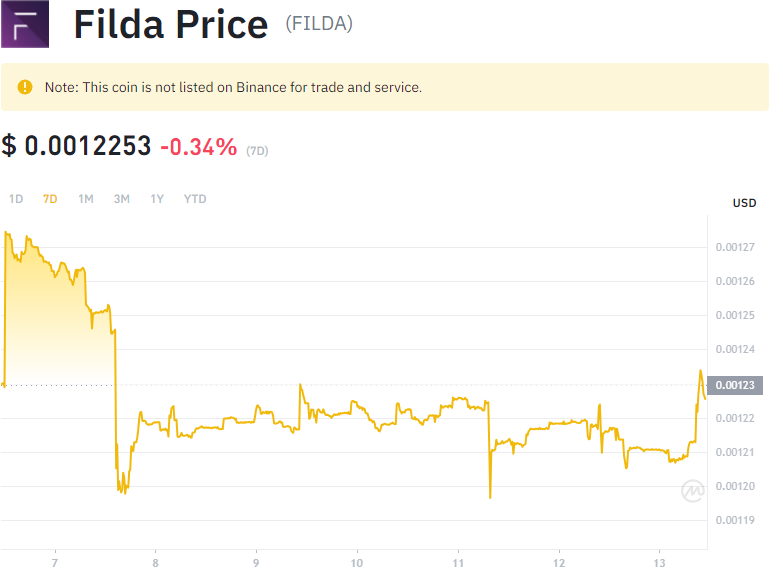 Filda Price (FILDA)
Note: This coin is not listed on Binance for trade and service.
$ 0.0012253 -0.34% (7D)
1D 7D 1M 3M 1Y YTD
USD
0.00127
0.00126
0.00125
0.00124
0.00123
0.00122
0.00121
0.00120
0.00119
7 8 9 10 11 12 13